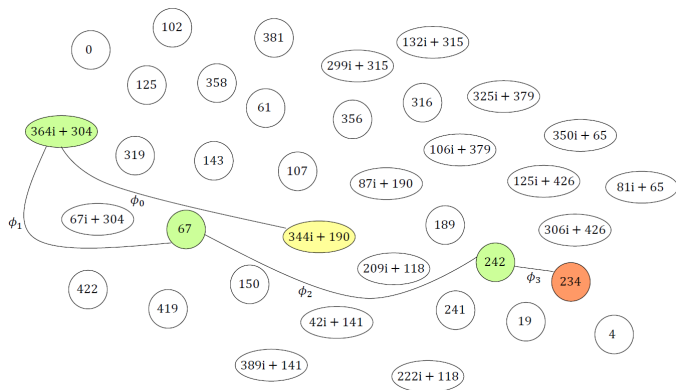 0
102
381
132i + 315
299i + 315
125
358
61
356
316
325i + 379
364i + 304
319
143
107
106i + 379
350i + 65
87i + 190
125i + 426
81i + 65
ϕ₀
ϕ₁
67i + 304
67
344i + 190
189
306i + 426
209i + 118
242
ϕ₃
234
422
419
150
ϕ₂
42i + 141
241
19
4
389i + 141
222i + 118